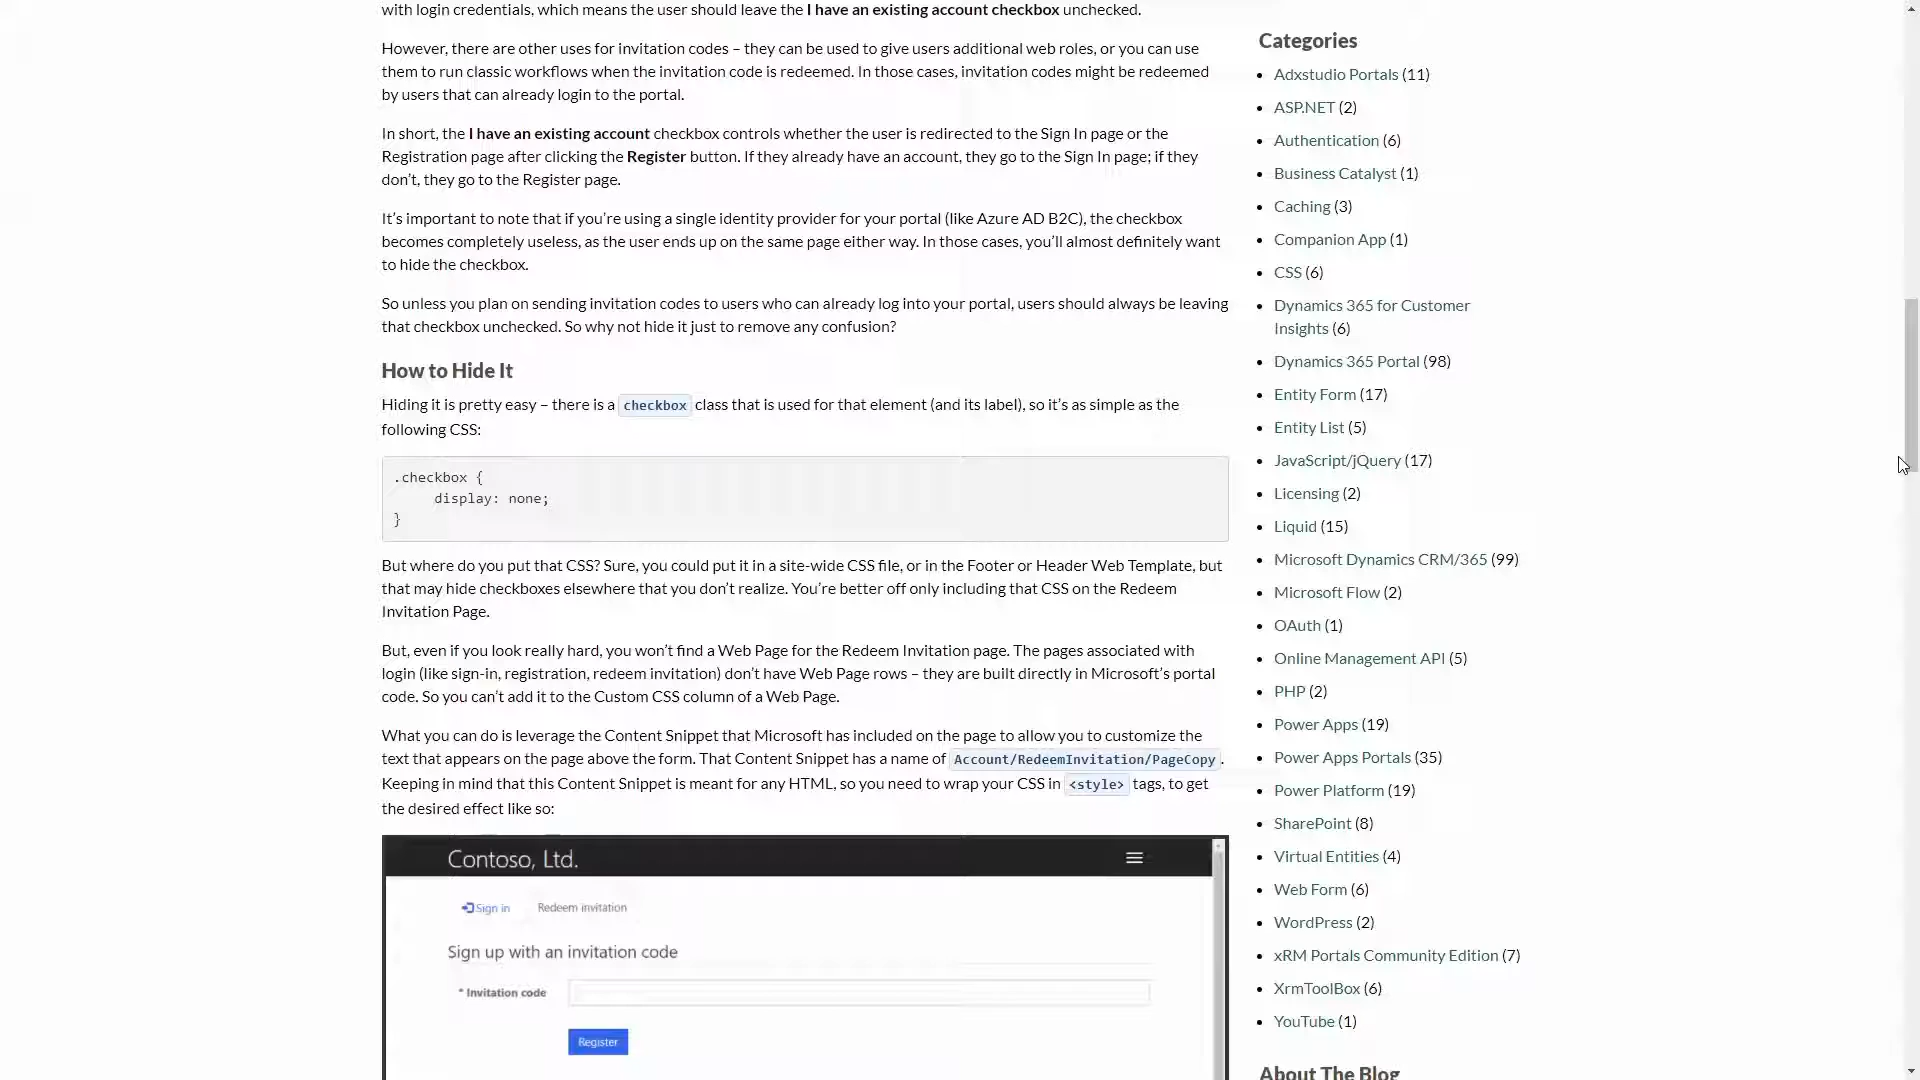 with login credentials, which means the user should leave the I have an existing account checkbox unchecked.
However, there are other uses for invitation codes – they can be used to give users additional web roles, or you can use
them to run classic workflows when the invitation code is redeemed. In those cases, invitation codes might be redeemed
by users that can already login to the portal.
In short, the I have an existing account checkbox controls whether the user is redirected to the Sign In page or the
Registration page after clicking the Register button. If they already have an account, they go to the Sign In page; if they
don’t, they go to the Register page.
It’s important to note that if you’re using a single identity provider for your portal (like Azure AD B2C), the checkbox
becomes completely useless, as the user ends up on the same page either way. In those cases, you’ll almost definitely want
to hide the checkbox.
So unless you plan on sending invitation codes to users who can already log into your portal, users should always be leaving
that checkbox unchecked. So why not hide it just to remove any confusion?
How to Hide It
Hiding it is pretty easy – there is a checkbox class that is used for that element (and its label), so it’s as simple as the
following CSS:
.checkbox {
display: none;
}
But where do you put that CSS? Sure, you could put it in a site-wide CSS file, or in the Footer or Header Web Template, but
that may hide checkboxes elsewhere that you don’t realize. You’re better off only including that CSS on the Redeem
Invitation Page.
But, even if you look really hard, you won’t find a Web Page for the Redeem Invitation page. The pages associated with
login (like sign-in, registration, redeem invitation) don’t have Web Page rows – they are built directly in Microsoft’s portal
code. So you can’t add it to the Custom CSS column of a Web Page.
What you can do is leverage the Content Snippet that Microsoft has included on the page to allow you to customize the
text that appears on the page above the form. That Content Snippet has a name of Account/RedeemInvitation/PageCopy.
Keeping in mind that this Content Snippet is meant for any HTML, so you need to wrap your CSS in <style> tags, to get
the desired effect like so:
Contoso, Ltd.
Sign in
Redeem invitation
Sign up with an invitation code
* Invitation code
Register
Categories
Adxstudio Portals (11)
ASP.NET (2)
Authentication (6)
Business Catalyst (1)
Caching (3)
Companion App (1)
CSS (6)
Dynamics 365 for Customer
Insights (6)
Dynamics 365 Portal (98)
Entity Form (17)
Entity List (5)
JavaScript/jQuery (17)
Licensing (2)
Liquid (15)
Microsoft Dynamics CRM/365 (99)
Microsoft Flow (2)
OAuth (1)
Online Management API (5)
PHP (2)
Power Apps (19)
Power Apps Portals (35)
Power Platform (19)
SharePoint (8)
Virtual Entities (4)
Web Form (6)
WordPress (2)
xRM Portals Community Edition (7)
XrmToolBox (6)
YouTube (1)
About The Blog